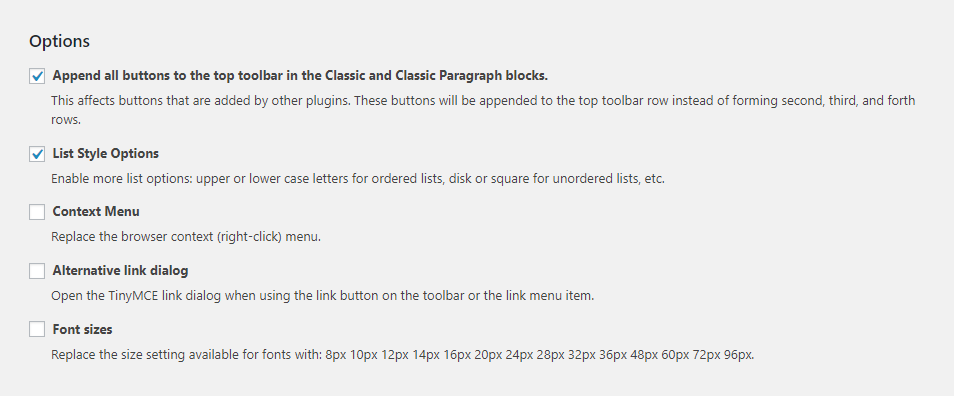 Options
Append all buttons to the top toolbar in the Classic and Classic Paragraph blocks.
This affects buttons that are added by other plugins. These buttons will be appended to the top toolbar row instead of forming second, third, and forth
rows.
List Style Options
Enable more list options: upper or lower case letters for ordered lists, disk or square for unordered lists, etc.
Context Menu
Replace the browser context (right-click) menu.
Alternative link dialog
Open the TinyMCE link dialog when using the link button on the toolbar or the link menu item.
Font sizes
Replace the size setting available for fonts with: 8px 10px 12px 14px 16px 20px 24px 28px 32px 36px 48px 60px 72px 96px.